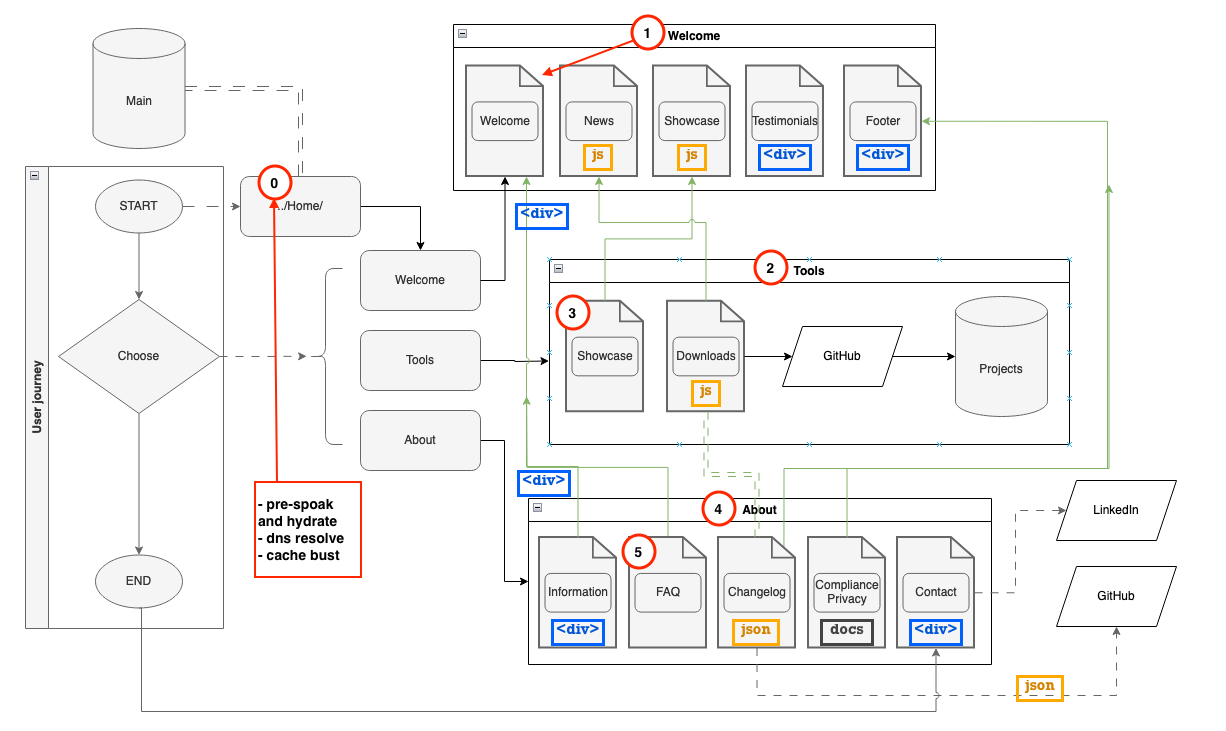 1
Welcome
Main
Welcome
News
Showcase
Testimonials
Footer
js
js
<div>
<div>
0
START
../Home/
<div>
2
Tools
Welcome
3
Choose
Tools
Showcase
Downloads
GitHub
Projects
js
User journey
About
<div>
- pre-spoak
and hydrate
- dns resolve
- cache bust
4
About
LinkedIn
5
END
Information
FAQ
Changelog
Compliance
Privacy
Contact
GitHub
<div>
json
docs
<div>
json